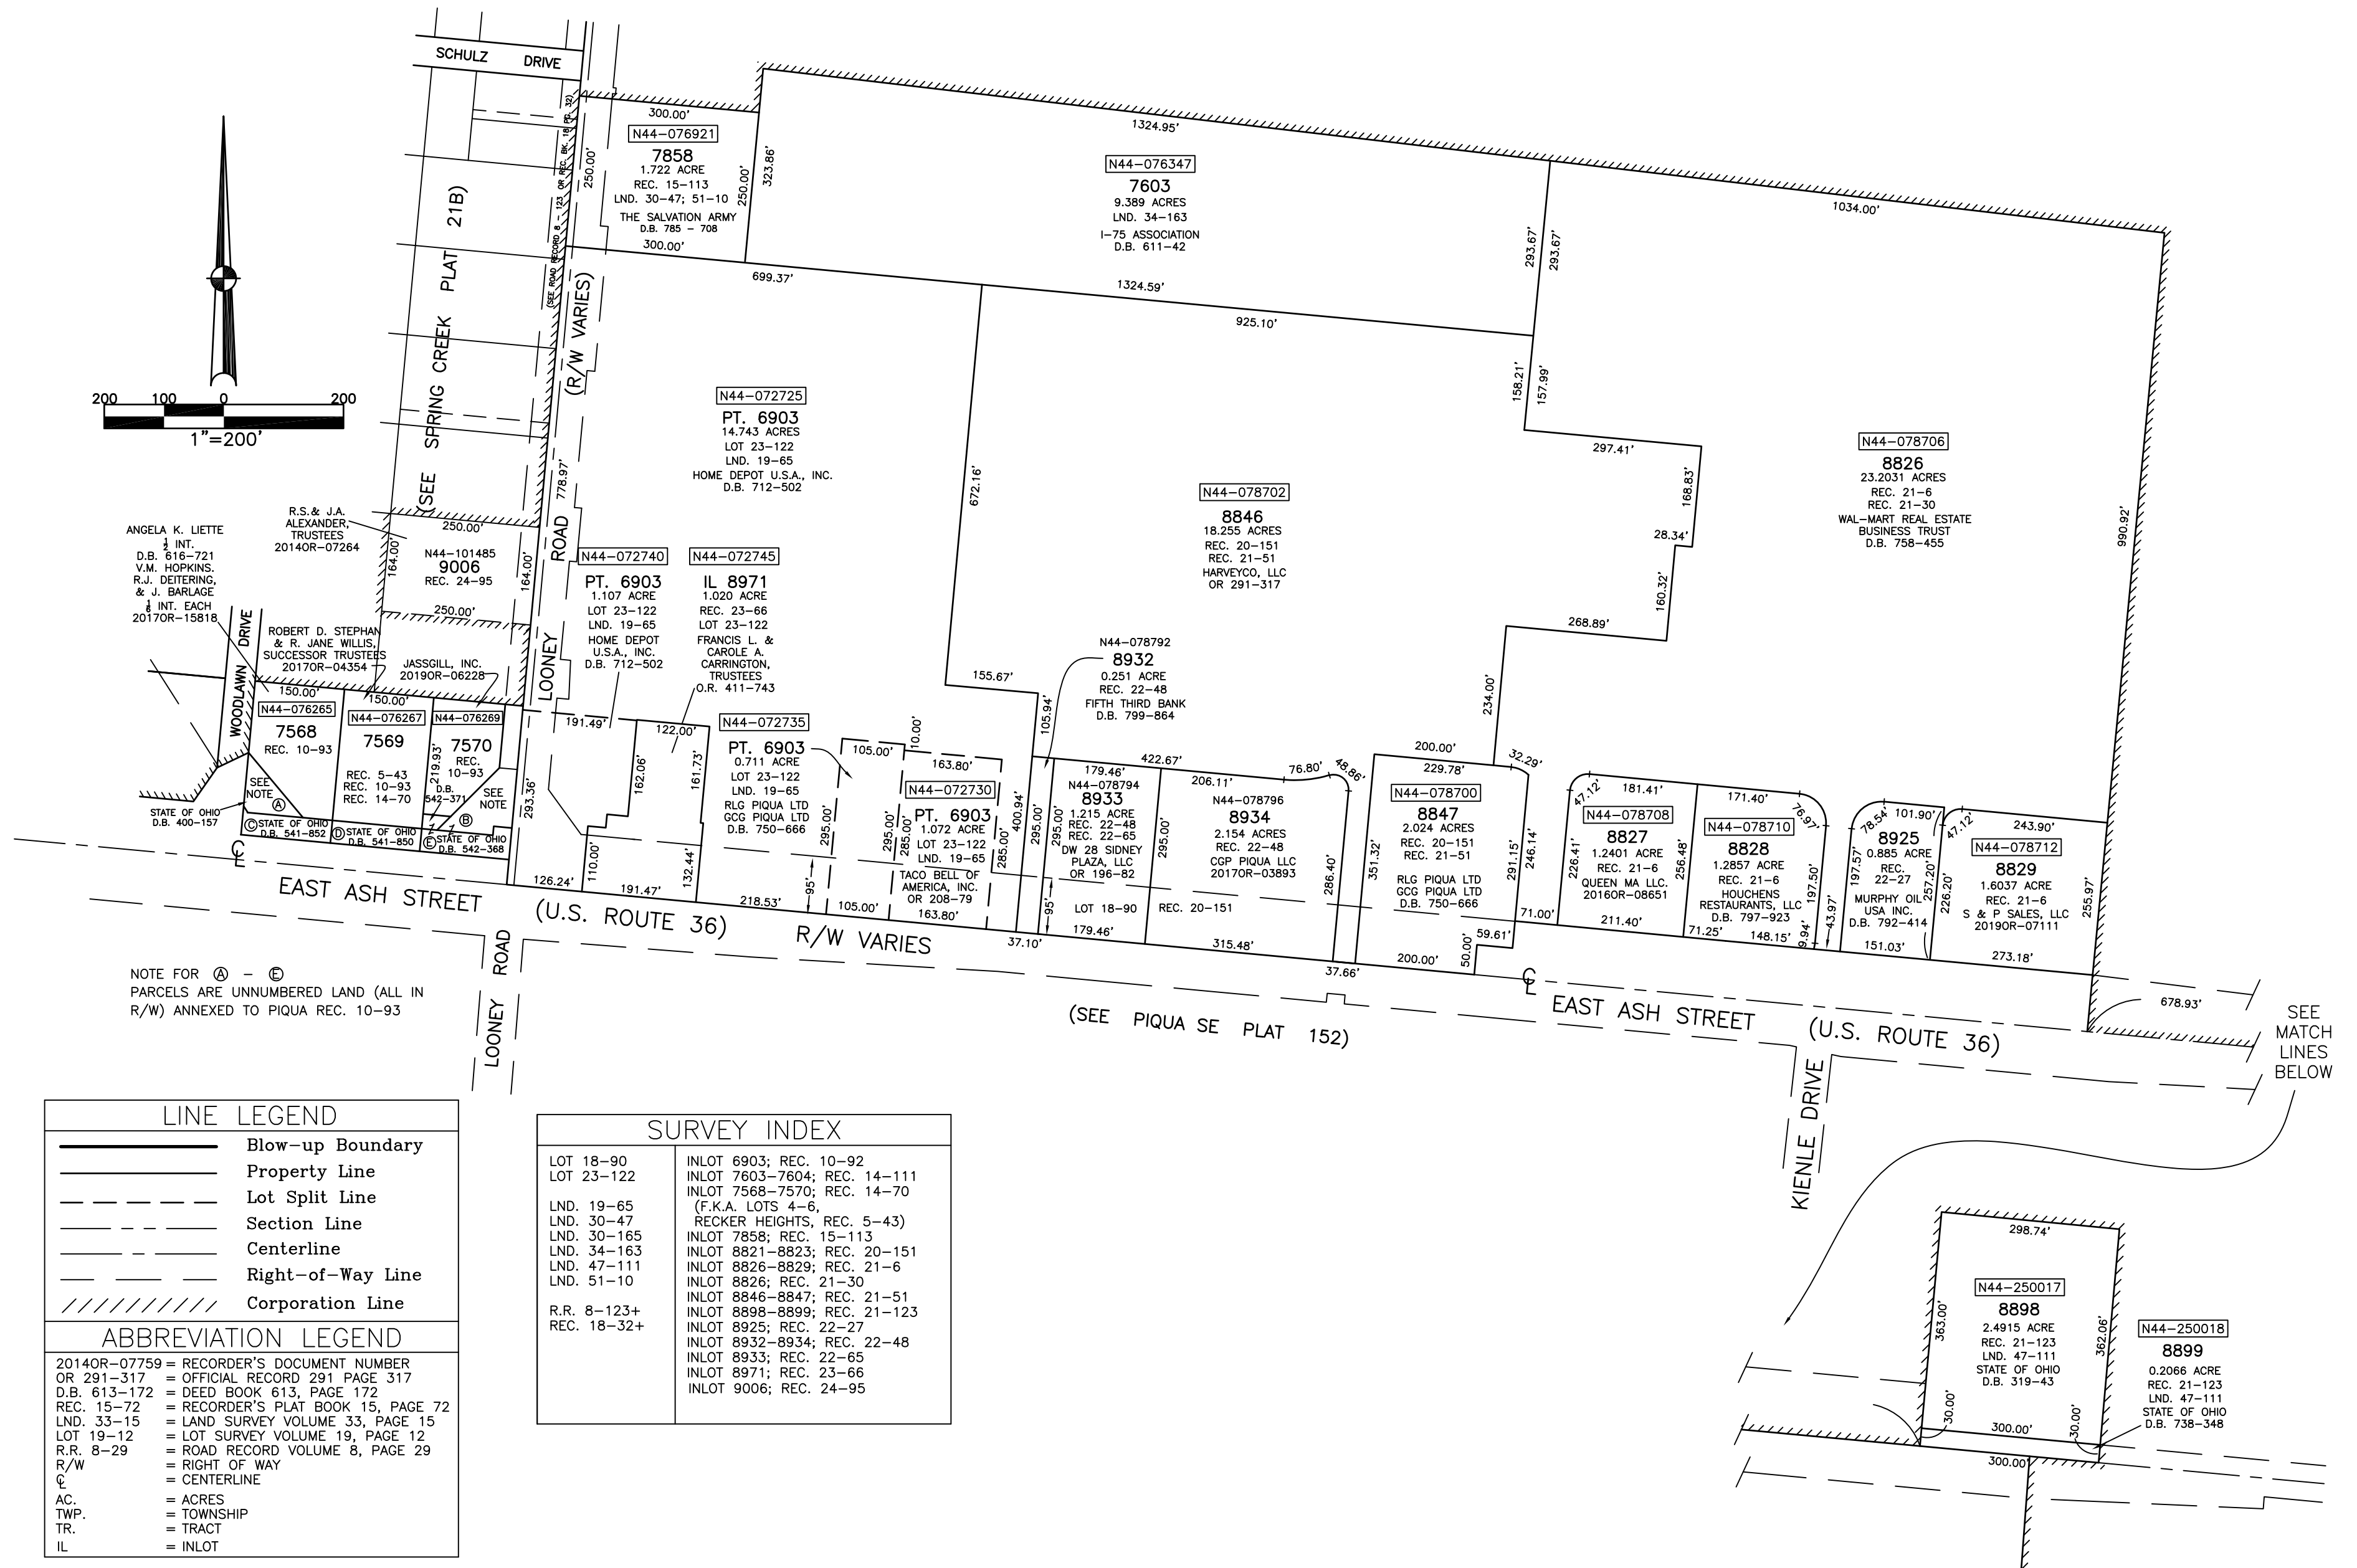 SCHULZ DRIVE
(SEE SPRING CREEK PLAT 21B)
(SEE ROAD RECORD 8-123 OR REC. BK. 18 PG. 32)
LOONEY ROAD (R/W VARIES)
300.00'
N44-076921
7858
1.722 ACRE
REC. 15-113
LND. 30-47; 51-10
THE SALVATION ARMY
D.B. 785 - 708
300.00'
250.00'
250.00'
323.86'
1324.95'
N44-076347
7603
9.389 ACRES
LND. 34-163
I-75 ASSOCIATION
D.B. 611-42
1324.59'
293.67'
293.67'
1034.00'
699.37'
925.10'
158.21'
157.99'
200 100 0 200
1"=200'
N44-072725
PT. 6903
14.743 ACRES
LOT 23-122
LND. 19-65
HOME DEPOT U.S.A., INC.
D.B. 712-502
778.97'
672.16'
155.67'
N44-078702
8846
18.255 ACRES
REC. 20-151
REC. 21-51
HARVEYCO, LLC
OR 291-317
297.41'
168.83'
28.34'
160.32'
268.89'
234.00'
N44-078706
8826
23.2031 ACRES
REC. 21-6
REC. 21-30
WAL-MART REAL ESTATE
BUSINESS TRUST
D.B. 758-455
990.92'
ANGELA K. LIETTE
1/2 INT.
D.B. 616-721
V.M. HOPKINS.
R.J. DEITERING,
& J. BARLAGE
INT. EACH
2017OR-15818
R.S.& J.A.
ALEXANDER,
TRUSTEES
2014OR-07264
250.00'
N44-101485
9006
REC. 24-95
164.00'
164.00'
250.00'
WOODLAWN DRIVE
ROBERT D. STEPHAN
& R. JANE WILLIS,
SUCCESSOR TRUSTEES
2017OR-04354
JASSGILL, INC.
2019OR-06228
150.00'
N44-076265
7568
REC. 10-93
150.00'
N44-076267
7569
REC. 5-43
REC. 10-93
REC. 14-70
N44-076269
7570
REC.
10-93
219.93'
D.B.
542-371
SEE
NOTE
A
SEE
NOTE
B
STATE OF OHIO
D.B. 400-157
C STATE OF OHIO
D.B. 541-852
D STATE OF OHIO
D.B. 541-850
E STATE OF OHIO
D.B. 542-368
293.36'
N44-072740
PT. 6903
1.107 ACRE
LOT 23-122
LND. 19-65
HOME DEPOT
U.S.A., INC.
D.B. 712-502
N44-072745
IL 8971
1.020 ACRE
REC. 23-66
LOT 23-122
FRANCIS L. &
CAROLE A.
CARRINGTON,
TRUSTEES
O.R. 411-743
191.49'
122.00'
162.06'
161.73'
110.00'
132.44'
126.24'
191.47'
N44-072735
PT. 6903
0.711 ACRE
LOT 23-122
LND. 19-65
RLG PIQUA LTD
GCG PIQUA LTD
D.B. 750-666
218.53'
95'
105.00'
10.00'
295.00'
295.00'
105.00'
163.80'
N44-072730
PT. 6903
1.072 ACRE
LOT 23-122
LND. 19-65
TACO BELL OF
AMERICA, INC.
OR 208-79
285.00'
285.00'
163.80'
N44-078792
8932
0.251 ACRE
REC. 22-48
FIFTH THIRD BANK
D.B. 799-864
105.94'
400.94'
295.00'
37.10'
422.67'
179.46'
N44-078794
8933
1.215 ACRE
REC. 22-48
REC. 22-65
DW 28 SIDNEY
PLAZA, LLC
OR 196-82
295.00'
295.00'
95'
LOT 18-90 REC. 20-151
179.46'
206.11'
76.80'
48.86'
N44-078796
8934
2.154 ACRES
REC. 22-48
CGP PIQUA LLC
2017OR-03893
286.40'
315.48'
37.66'
200.00'
229.78'
32.29'
N44-078700
8847
2.024 ACRES
REC. 20-151
REC. 21-51
RLG PIQUA LTD
GCG PIQUA LTD
D.B. 750-666
351.32'
291.15'
246.14'
59.61'
50.00'
200.00'
71.00'
47.12'
181.41'
N44-078708
8827
1.2401 ACRE
REC. 21-6
QUEEN MA LLC.
2016OR-08651
226.41'
256.48'
211.40'
171.40'
76.97'
N44-078710
8828
1.2857 ACRE
REC. 21-6
HOUCHENS
RESTAURANTS, LLC
D.B. 797-923
197.50'
9.94'
43.97'
71.25'
148.15'
78.54'
101.90'
8925
0.885 ACRE
REC.
22-27
MURPHY OIL
USA INC.
D.B. 792-414
197.57'
257.20'
151.03'
47.12'
243.90'
N44-078712
8829
1.6037 ACRE
REC. 21-6
S & P SALES, LLC
2019OR-07111
226.20'
255.97'
273.18'
678.93'
EAST ASH STREET (U.S. ROUTE 36) R/W VARIES
EAST ASH STREET (U.S. ROUTE 36)
LOONEY ROAD
(SEE PIQUA SE PLAT 152)
KIENLE DRIVE
SEE
MATCH
LINES
BELOW
NOTE FOR A - E
PARCELS ARE UNNUMBERED LAND (ALL IN
R/W) ANNEXED TO PIQUA REC. 10-93
LINE LEGEND
Blow-up Boundary
Property Line
Lot Split Line
Section Line
Centerline
Right-of-Way Line
Corporation Line
ABBREVIATION LEGEND
2014OR-07759 = RECORDER'S DOCUMENT NUMBER
OR 291-317 = OFFICIAL RECORD 291 PAGE 317
D.B. 613-172 = DEED BOOK 613, PAGE 172
REC. 15-72 = RECORDER'S PLAT BOOK 15, PAGE 72
LND. 33-15 = LAND SURVEY VOLUME 33, PAGE 15
LOT 19-12 = LOT SURVEY VOLUME 19, PAGE 12
R.R. 8-29 = ROAD RECORD VOLUME 8, PAGE 29
R/W = RIGHT OF WAY
℄ = CENTERLINE
AC. = ACRES
TWP. = TOWNSHIP
TR. = TRACT
IL = INLOT
SURVEY INDEX
LOT 18-90
LOT 23-122
LND. 19-65
LND. 30-47
LND. 30-165
LND. 34-163
LND. 47-111
LND. 51-10
R.R. 8-123+
REC. 18-32+
INLOT 6903; REC. 10-92
INLOT 7603-7604; REC. 14-111
INLOT 7568-7570; REC. 14-70
(F.K.A. LOTS 4-6,
RECKER HEIGHTS, REC. 5-43)
INLOT 7858; REC. 15-113
INLOT 8821-8823; REC. 20-151
INLOT 8826-8829; REC. 21-6
INLOT 8826; REC. 21-30
INLOT 8846-8847; REC. 21-51
INLOT 8898-8899; REC. 21-123
INLOT 8925; REC. 22-27
INLOT 8932-8934; REC. 22-48
INLOT 8933; REC. 22-65
INLOT 8971; REC. 23-66
INLOT 9006; REC. 24-95
298.74'
N44-250017
8898
2.4915 ACRE
REC. 21-123
LND. 47-111
STATE OF OHIO
D.B. 319-43
363.00'
362.06'
30.00'
300.00'
30.00'
300.00'
N44-250018
8899
0.2066 ACRE
REC. 21-123
LND. 47-111
STATE OF OHIO
D.B. 738-348